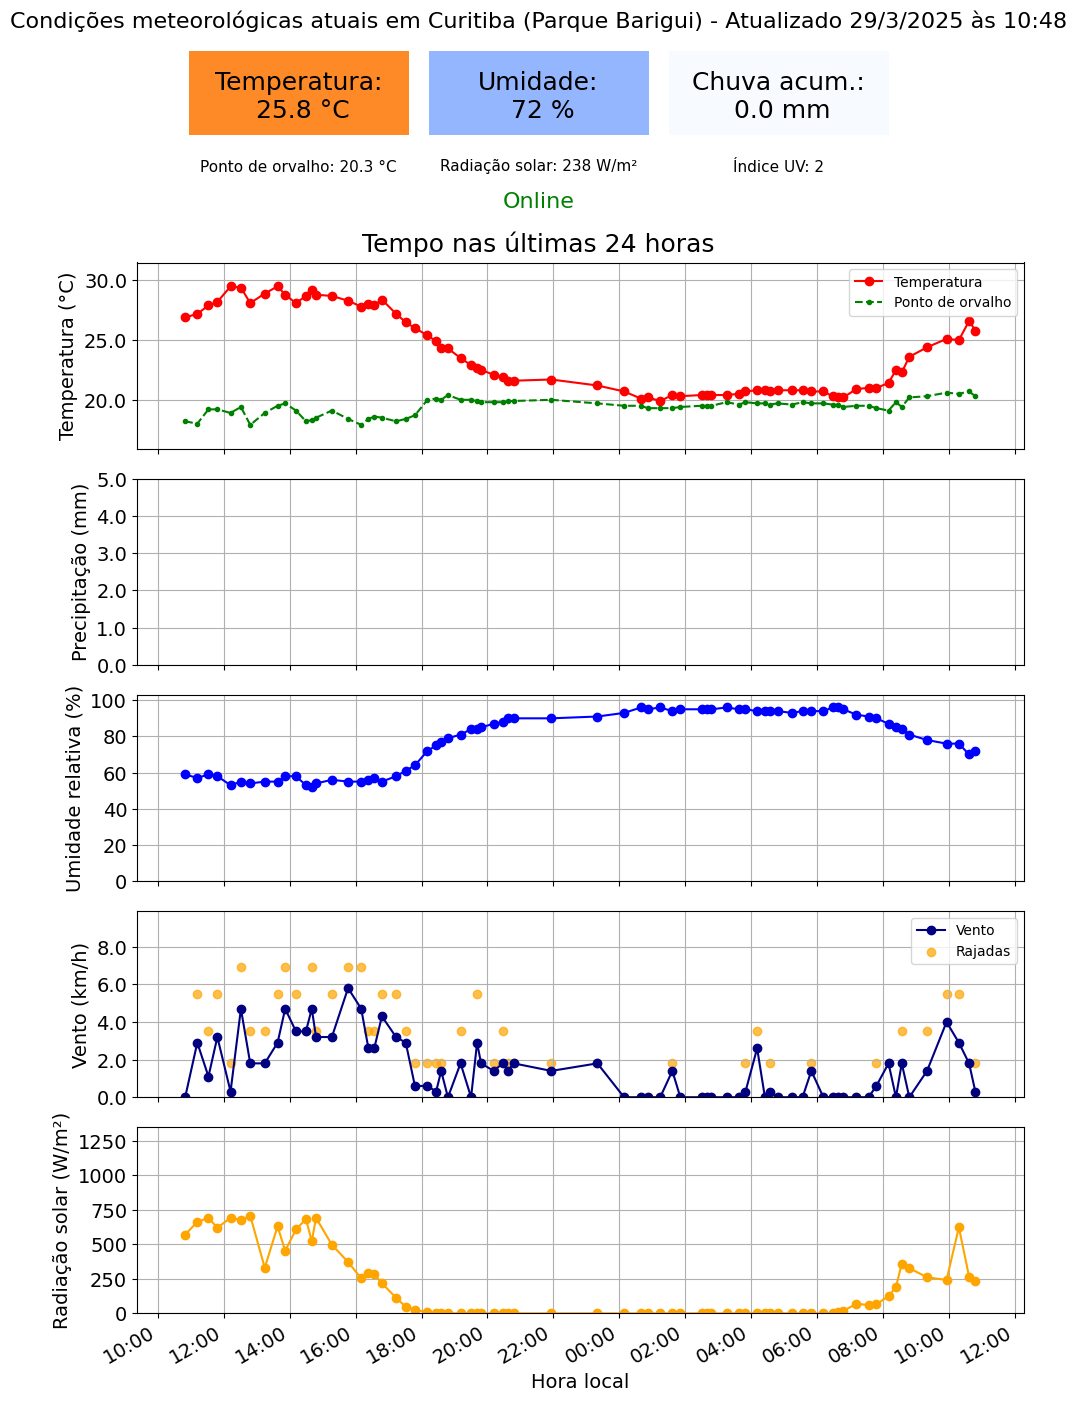 Condições meteorológicas atuais em Curitiba (Parque Barigui) - Atualizado 29/3/2025 às 10:48
Temperatura:
25.8 °C
Umidade:
72 %
Chuva acum.:
0.0 mm
Ponto de orvalho: 20.3 °C
Radiação solar: 238 W/m²
Índice UV: 2
Online
Tempo nas últimas 24 horas
Temperatura (°C)
30.0
25.0
20.0
Temperatura
Ponto de orvalho
Precipitação (mm)
5.0
4.0
3.0
2.0
1.0
0.0
Umidade relativa (%)
100
80
60
40
20
0
Vento (km/h)
8.0
6.0
4.0
2.0
0.0
Vento
Rajadas
Radiação solar (W/m²)
1250
1000
750
500
250
0
10:00
12:00
14:00
16:00
18:00
20:00
22:00
00:00
02:00
04:00
06:00
08:00
10:00
12:00
Hora local